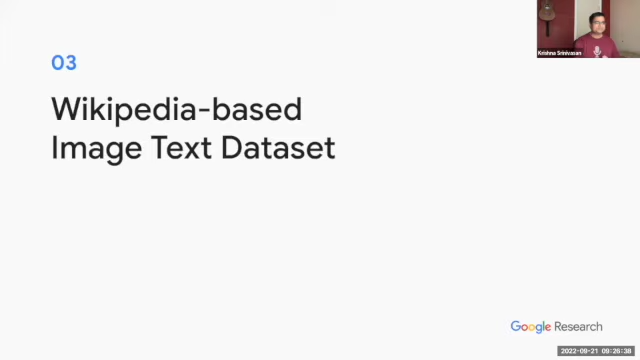 Krishna Srinivasan
03
Wikipedia-based
Image Text Dataset
Google Research
2022-09-21 09:26:38